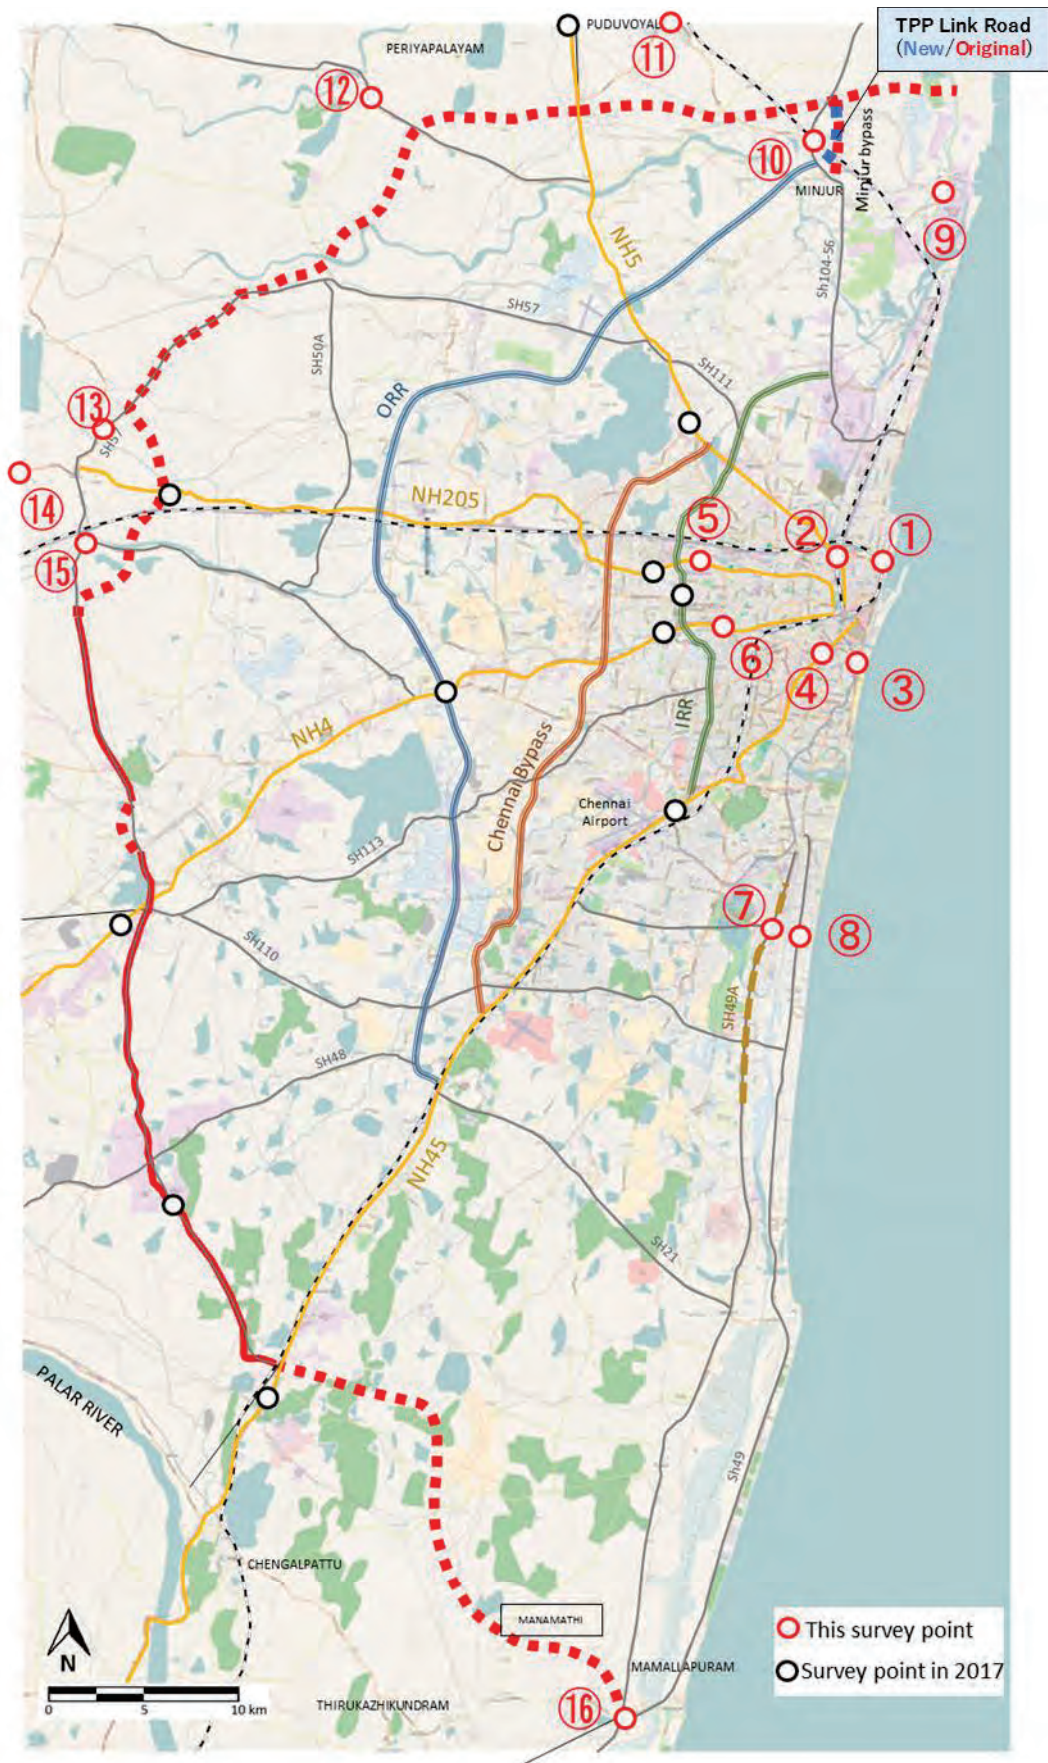 TPP Link Road
(New/Original)
PUDUVOYAL
⑪
PERIYAPALAYAM
⑫
⑩
MINJUR
Minjur bypass
⑨
NH5
Sh104-56
SH57
SH50A
SH111
ORR
⑬
SH57
⑭
NH205
⑤
②
①
⑮
⑥
④
③
NH4
IRR
Chennai Bypass
Chennai
Airport
SH113
⑦
⑧
SH110
SH49A
SH48
NH45
SH21
PALAR RIVER
Sh49
CHENGALPATTU
MANAMATHI
This survey point
Survey point in 2017
N
MAMALLAPURAM
0 5 10 km
THIRUKAZHIKUNDRAM
⑯